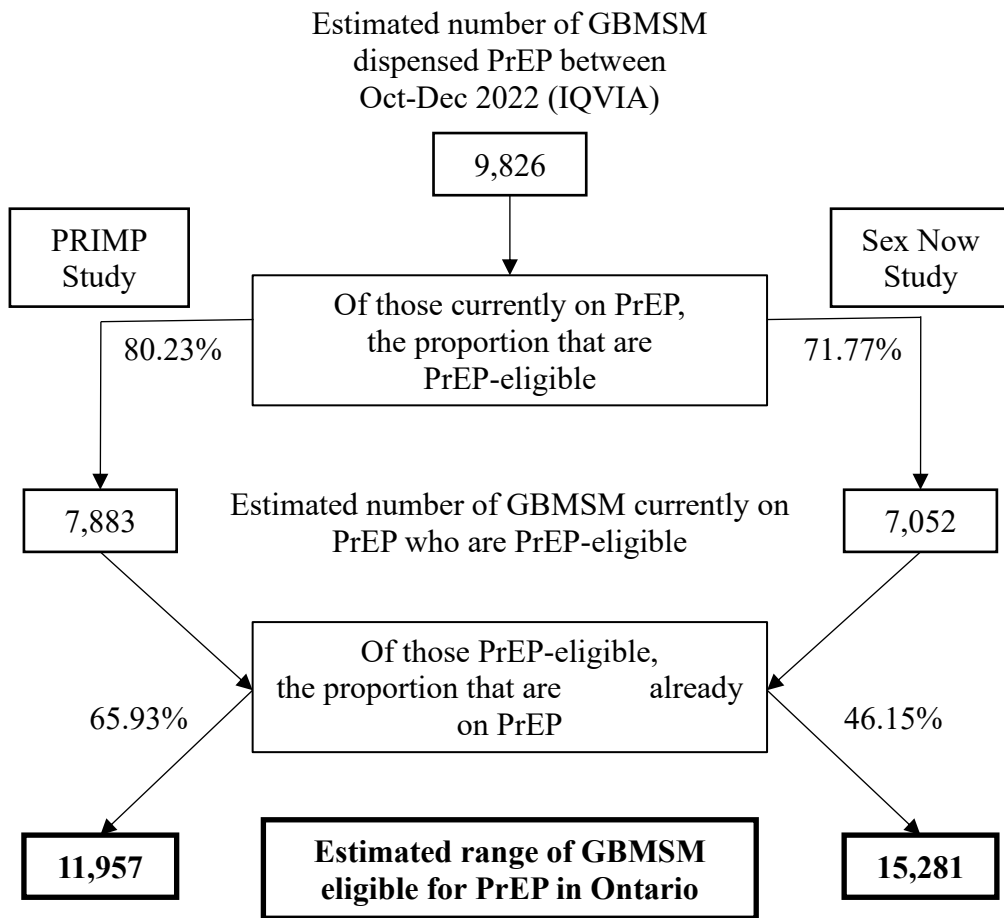 Estimated number of GBMSM
dispensed PrEP between
Oct-Dec 2022 (IQVIA)
9,826
PRIMP
Study
Sex Now
Study
Of those currently on PrEP,
the proportion that are
PrEP-eligible
80.23%
71.77%
7,883
Estimated number of GBMSM currently on
PrEP who are PrEP-eligible
7,052
Of those PrEP-eligible,
the proportion that are already
on PrEP
65.93%
46.15%
11,957
Estimated range of GBMSM
eligible for PrEP in Ontario
15,281